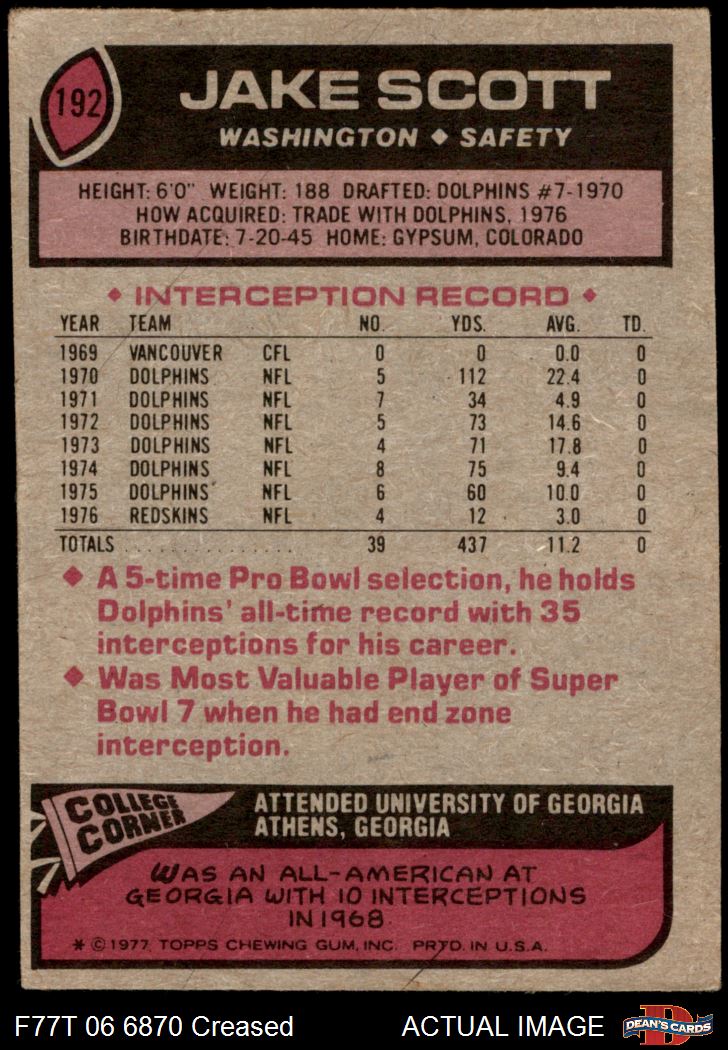 192
JAKE SCOTT
WASHINGTON ◆ SAFETY
HEIGHT: 6'0" WEIGHT: 188 DRAFTED: DOLPHINS #7-1970
HOW ACQUIRED: TRADE WITH DOLPHINS, 1976
BIRTHDATE: 7-20-45 HOME: GYPSUM, COLORADO
◆ INTERCEPTION RECORD ◆
YEAR TEAM NO. YDS. AVG. TD.
1969 VANCOUVER CFL 0 0 0.0 0
1970 DOLPHINS NFL 5 112 22.4 0
1971 DOLPHINS NFL 7 34 4.9 0
1972 DOLPHINS NFL 5 73 14.6 0
1973 DOLPHINS NFL 4 71 17.8 0
1974 DOLPHINS NFL 8 75 9.4 0
1975 DOLPHINS NFL 6 60 10.0 0
1976 REDSKINS NFL 4 12 3.0 0
TOTALS . . . . . . . . . . . . . . 39 437 11.2 0
◆ A 5-time Pro Bowl selection, he holds
Dolphins' all-time record with 35
interceptions for his career.
◆ Was Most Valuable Player of Super
Bowl 7 when he had end zone
interception.
COLLEGE
CORNER
ATTENDED UNIVERSITY OF GEORGIA
ATHENS, GEORGIA
WAS AN ALL-AMERICAN AT
GEORGIA WITH 10 INTERCEPTIONS
IN 1968.
* © 1977 TOPPS CHEWING GUM, INC. PRTD. IN U.S.A.
F77T 06 6870 Creased ACTUAL IMAGE
D
DEAN'S CARDS